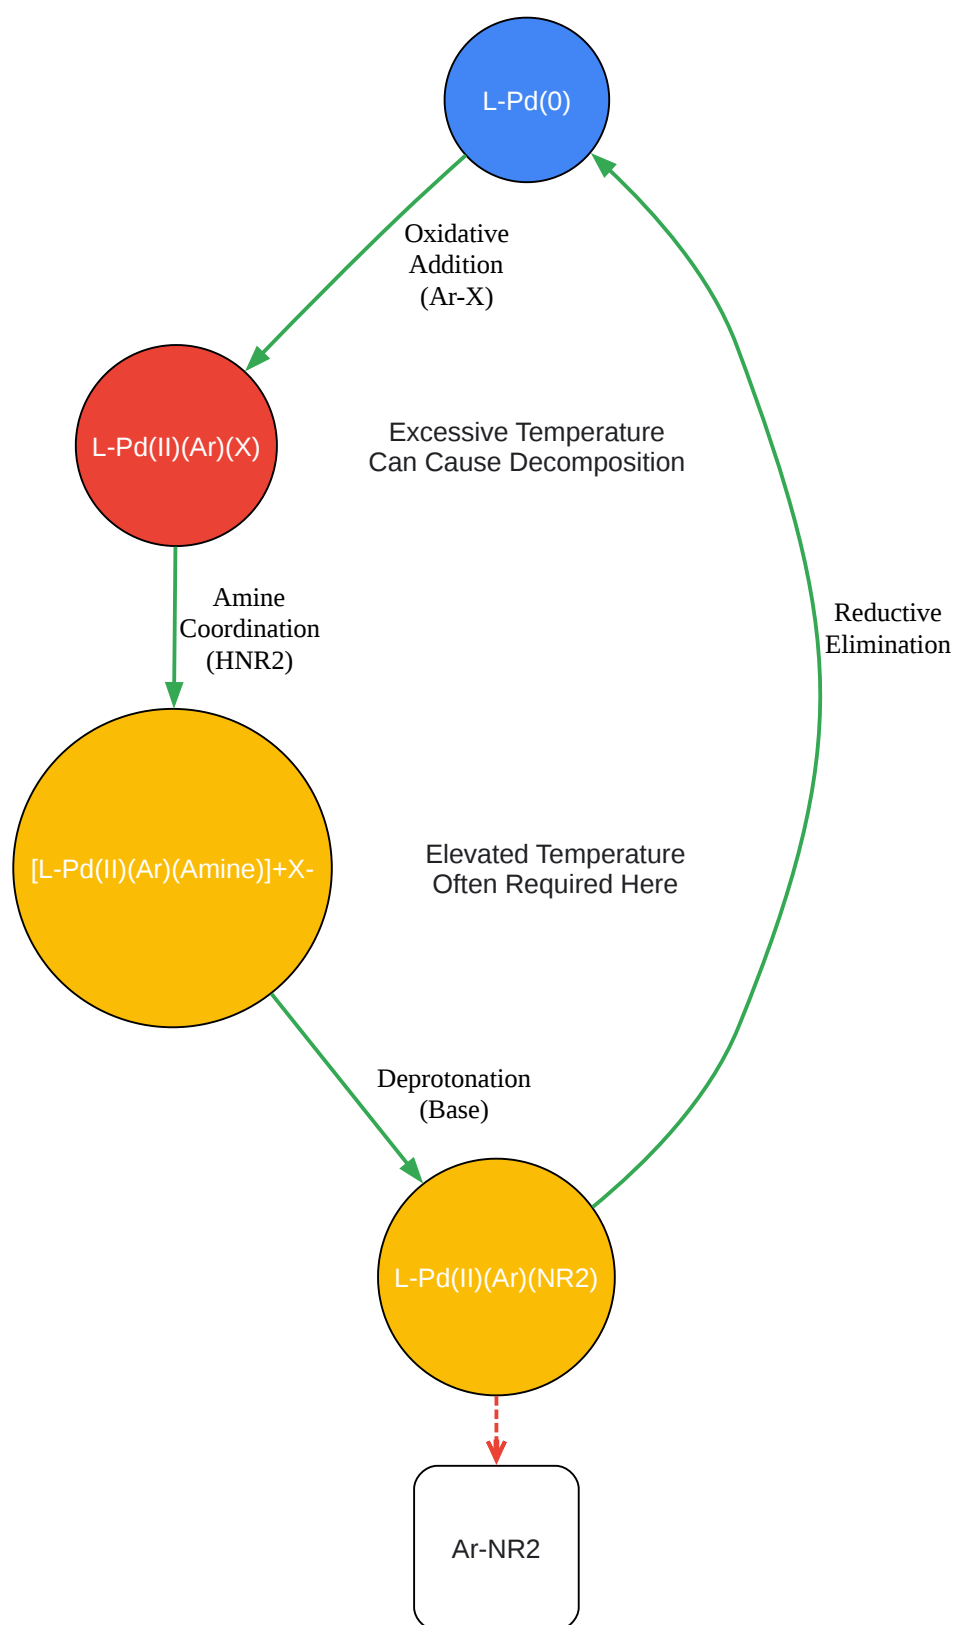 L-Pd(0)
Oxidative
Addition
(Ar-X)
Excessive Temperature
Can Cause Decomposition
L-Pd(II)(Ar)(X)
Amine
Coordination
(HNR2)
Reductive
Elimination
Elevated Temperature
Often Required Here
[L-Pd(II)(Ar)(Amine)]+X-
Deprotonation
(Base)
L-Pd(II)(Ar)(NR2)
Ar-NR2